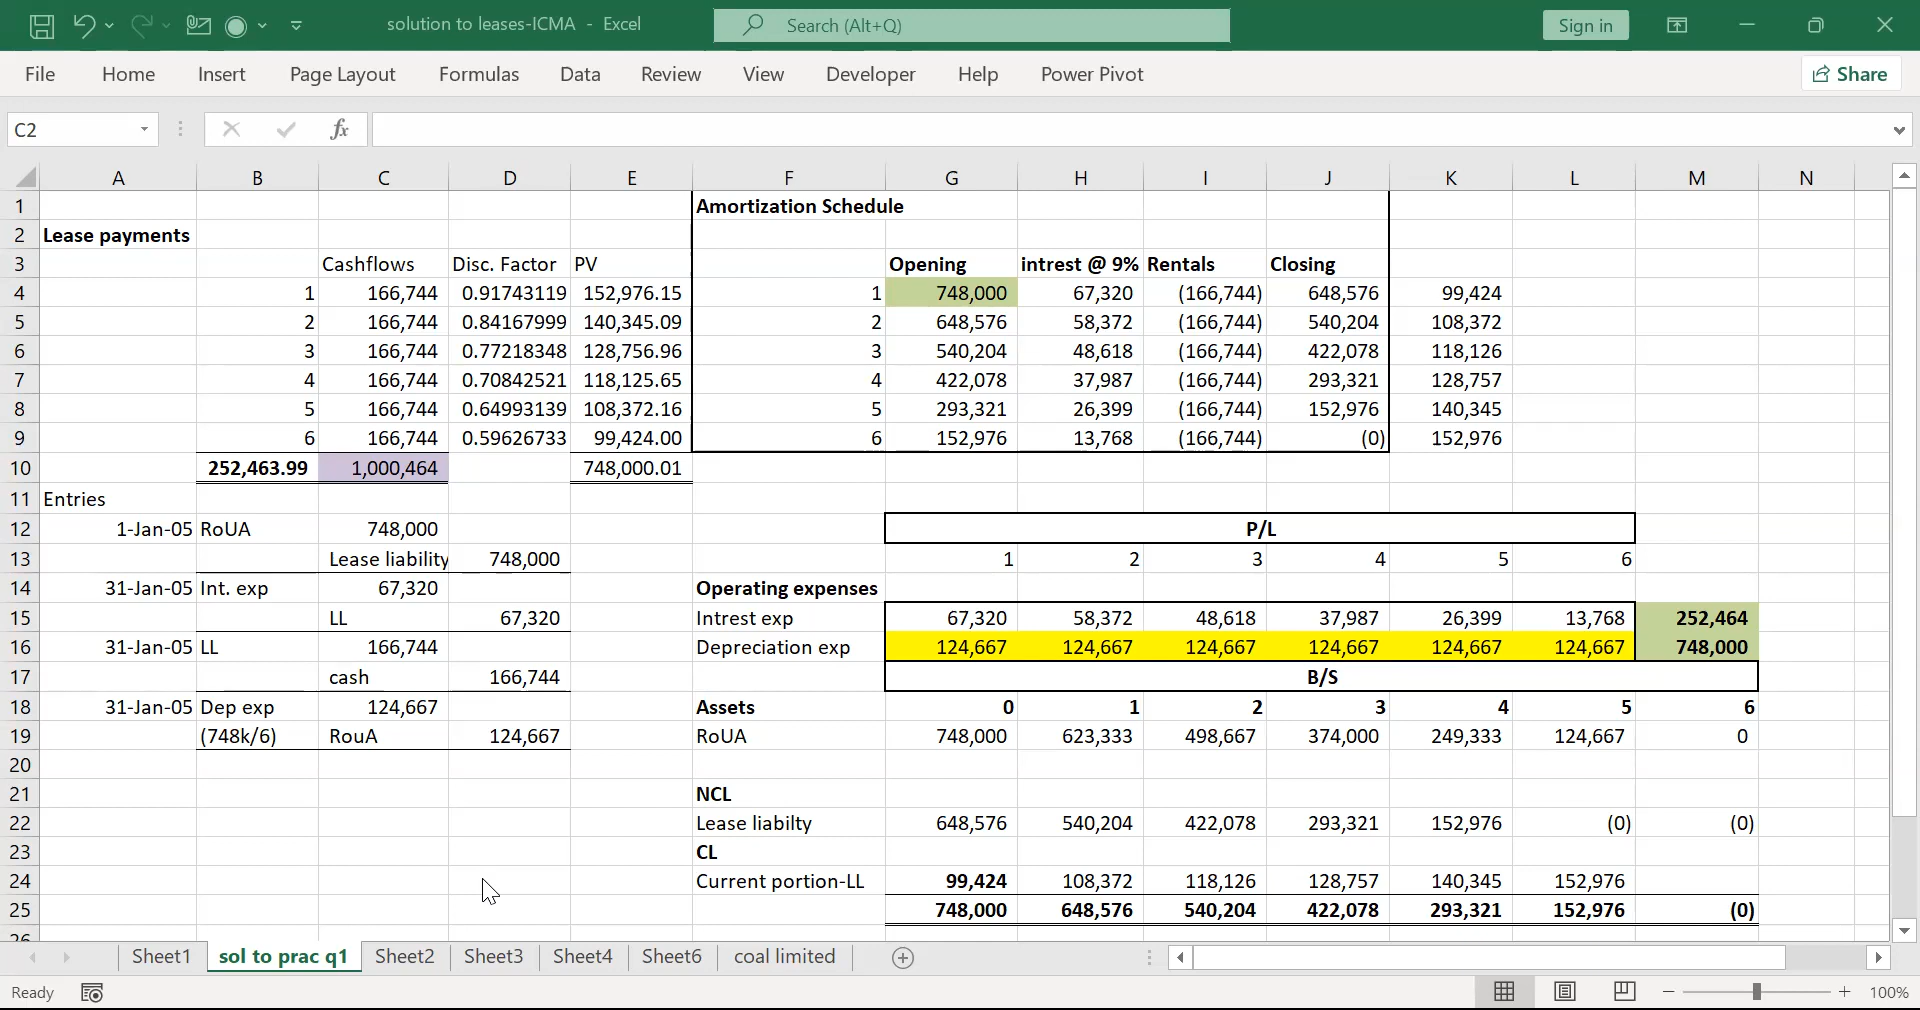 solution to leases-ICMA - Excel
Search (Alt+Q)
Sign in
File Home Insert Page Layout Formulas Data Review View Developer Help Power Pivot
Share
C2
fx
A B C D E F G H I J K L M N
1 Amortization Schedule
2 Lease payments
3 Cashflows Disc. Factor PV Opening intrest @ 9% Rentals Closing
4 1 166,744 0.91743119 152,976.15 1 748,000 67,320 (166,744) 648,576 99,424
5 2 166,744 0.84167999 140,345.09 2 648,576 58,372 (166,744) 540,204 108,372
6 3 166,744 0.77218348 128,756.96 3 540,204 48,618 (166,744) 422,078 118,126
7 4 166,744 0.70842521 118,125.65 4 422,078 37,987 (166,744) 293,321 128,757
8 5 166,744 0.64993139 108,372.16 5 293,321 26,399 (166,744) 152,976 140,345
9 6 166,744 0.59626733 99,424.00 6 152,976 13,768 (166,744) (0) 152,976
10 252,463.99 1,000,464 748,000.01
11 Entries
12 1-Jan-05 RoUA 748,000 P/L
13 Lease liability 748,000 1 2 3 4 5 6
14 31-Jan-05 Int. exp 67,320 Operating expenses
15 LL 67,320 Intrest exp 67,320 58,372 48,618 37,987 26,399 13,768 252,464
16 31-Jan-05 LL 166,744 Depreciation exp 124,667 124,667 124,667 124,667 124,667 124,667 748,000
17 cash 166,744 B/S
18 31-Jan-05 Dep exp 124,667 Assets 0 1 2 3 4 5 6
19 (748k/6) RouA 124,667 RoUA 748,000 623,333 498,667 374,000 249,333 124,667 0
20
21 NCL
22 Lease liabilty 648,576 540,204 422,078 293,321 152,976 (0) (0)
23 CL
24 Current portion-LL 99,424 108,372 118,126 128,757 140,345 152,976
25 748,000 648,576 540,204 422,078 293,321 152,976 (0)
26
Sheet1 sol to prac q1 Sheet2 Sheet3 Sheet4 Sheet6 coal limited
Ready
100%